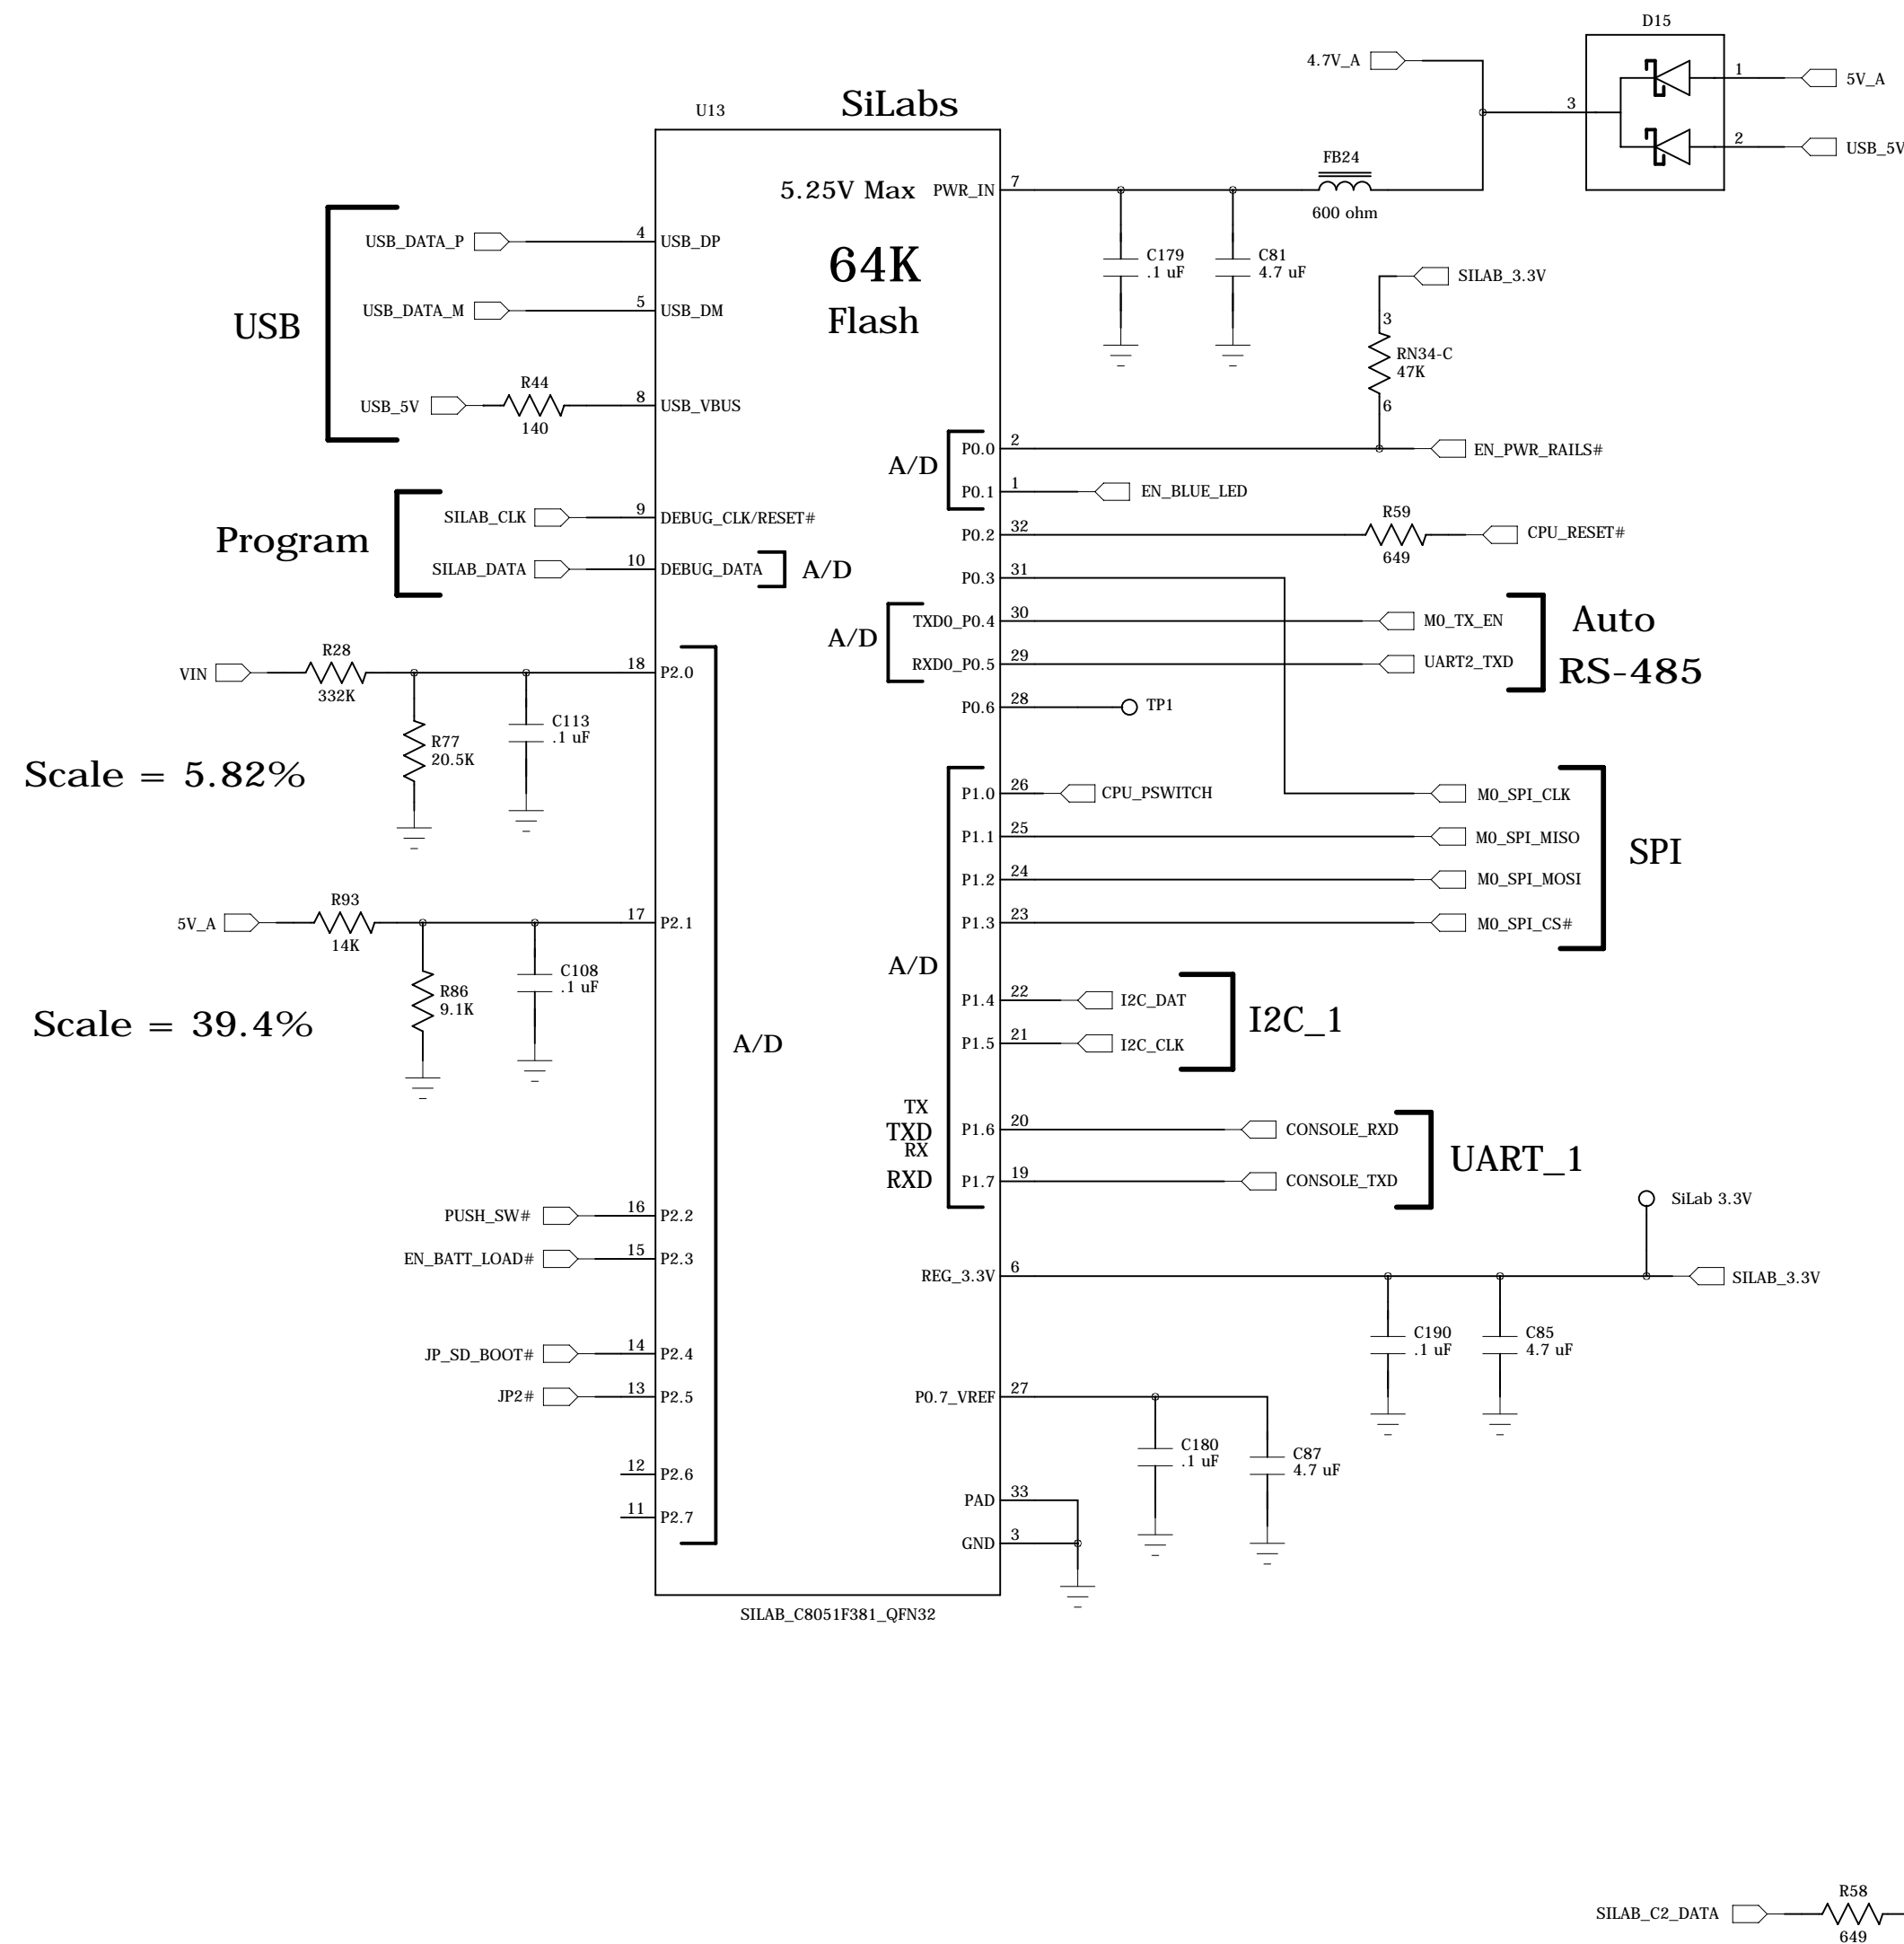 D15
4.7V_A
1
5V_A
3
2
USB_5V
U13
SiLabs
5.25V Max
PWR_IN
7
FB24
600 ohm
64K
Flash
C179
.1 uF
C81
4.7 uF
SILAB_3.3V
3
RN34-C
47K
6
USB
USB_DATA_P
4
USB_DP
USB_DATA_M
5
USB_DM
USB_5V
R44
140
8
USB_VBUS
A/D
P0.0
2
EN_PWR_RAILS#
P0.1
1
EN_BLUE_LED
Program
SILAB_CLK
9
DEBUG_CLK/RESET#
SILAB_DATA
10
DEBUG_DATA
A/D
P0.2
32
R59
649
CPU_RESET#
P0.3
31
A/D
TXD0_P0.4
30
M0_TX_EN
RXD0_P0.5
29
UART2_TXD
Auto
RS-485
P0.6
28
TP1
VIN
R28
332K
18
P2.0
R77
20.5K
C113
.1 uF
Scale = 5.82%
P1.0
26
CPU_PSWITCH
M0_SPI_CLK
P1.1
25
M0_SPI_MISO
P1.2
24
M0_SPI_MOSI
P1.3
23
M0_SPI_CS#
SPI
5V_A
R93
14K
17
P2.1
R86
9.1K
C108
.1 uF
Scale = 39.4%
A/D
A/D
P1.4
22
I2C_DAT
P1.5
21
I2C_CLK
I2C_1
TX
TXD
P1.6
20
CONSOLE_RXD
RX
RXD
P1.7
19
CONSOLE_TXD
UART_1
PUSH_SW#
16
P2.2
EN_BATT_LOAD#
15
P2.3
SiLab 3.3V
REG_3.3V
6
SILAB_3.3V
C190
.1 uF
C85
4.7 uF
JP_SD_BOOT#
14
P2.4
JP2#
13
P2.5
P0.7_VREF
27
C180
.1 uF
C87
4.7 uF
12
P2.6
11
P2.7
PAD
33
GND
3
SILAB_C8051F381_QFN32
SILAB_C2_DATA
R58
649